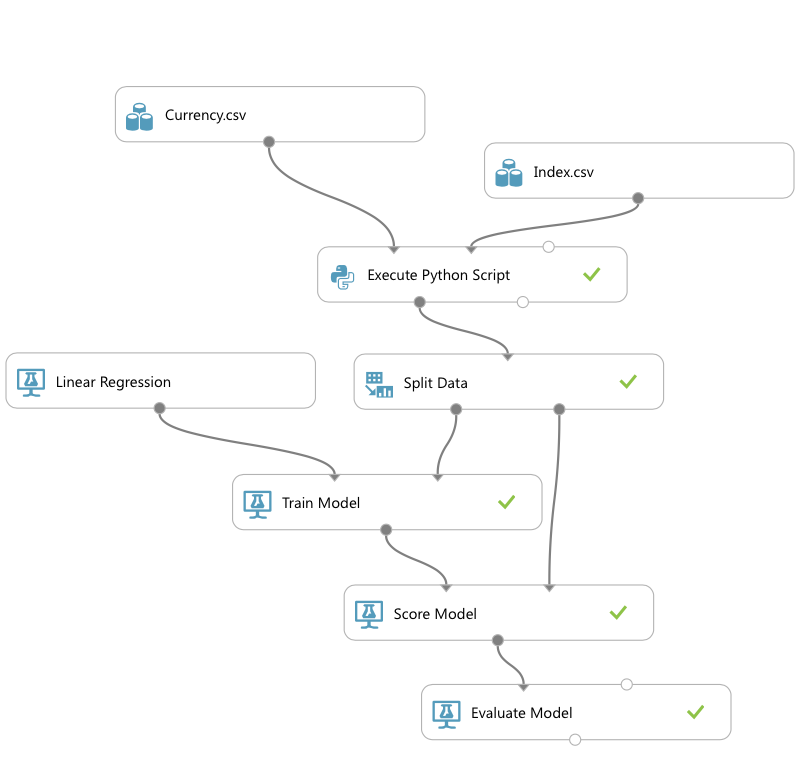 Currency.csv
Index.csv
Execute Python Script
Linear Regression
Split Data
Train Model
Score Model
Evaluate Model